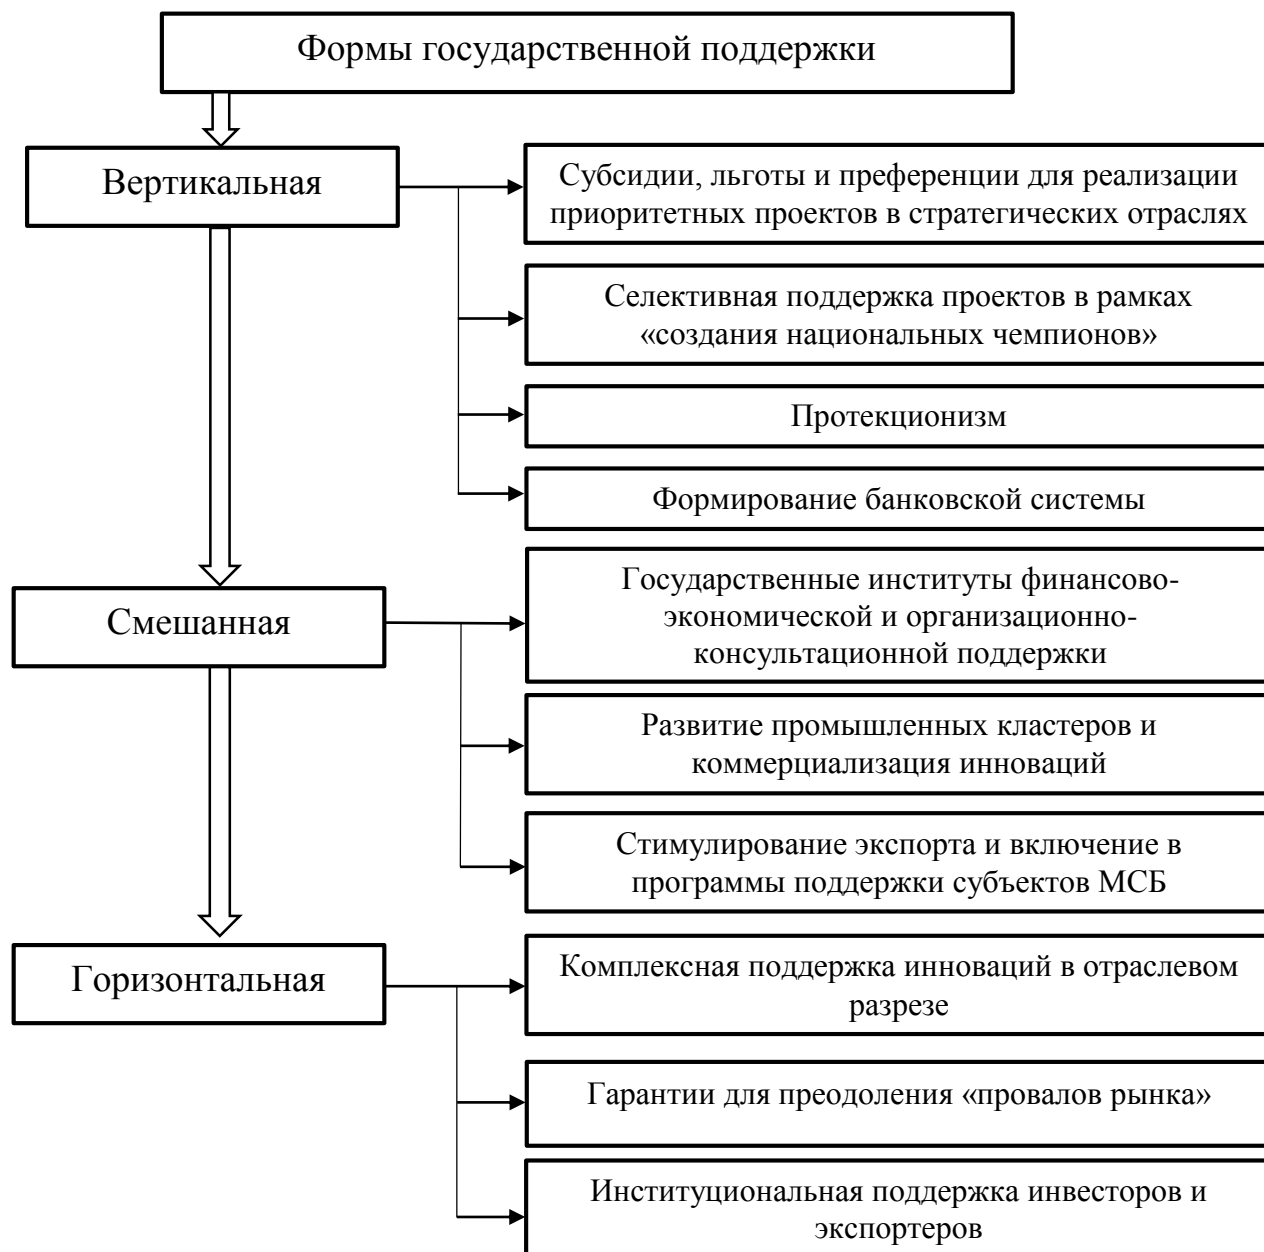 Формы государственной поддержки
Вертикальная
Субсидии, льготы и преференции для реализации
приоритетных проектов в стратегических отраслях
Селективная поддержка проектов в рамках
«создания национальных чемпионов»
Протекционизм
Формирование банковской системы
Смешанная
Государственные институты финансово-
экономической и организационно-
консультационной поддержки
Развитие промышленных кластеров и
коммерциализация инноваций
Стимулирование экспорта и включение в
программы поддержки субъектов МСБ
Горизонтальная
Комплексная поддержка инноваций в отраслевом
разрезе
Гарантии для преодоления «провалов рынка»
Институциональная поддержка инвесторов и
экспортеров